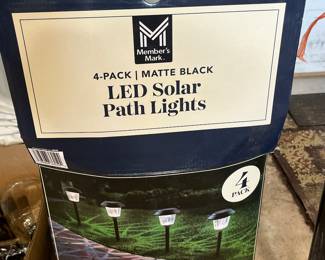 Member's
Mark.
4-PACK | MATTE BLACK
LED Solar
Path Lights
4
PACK